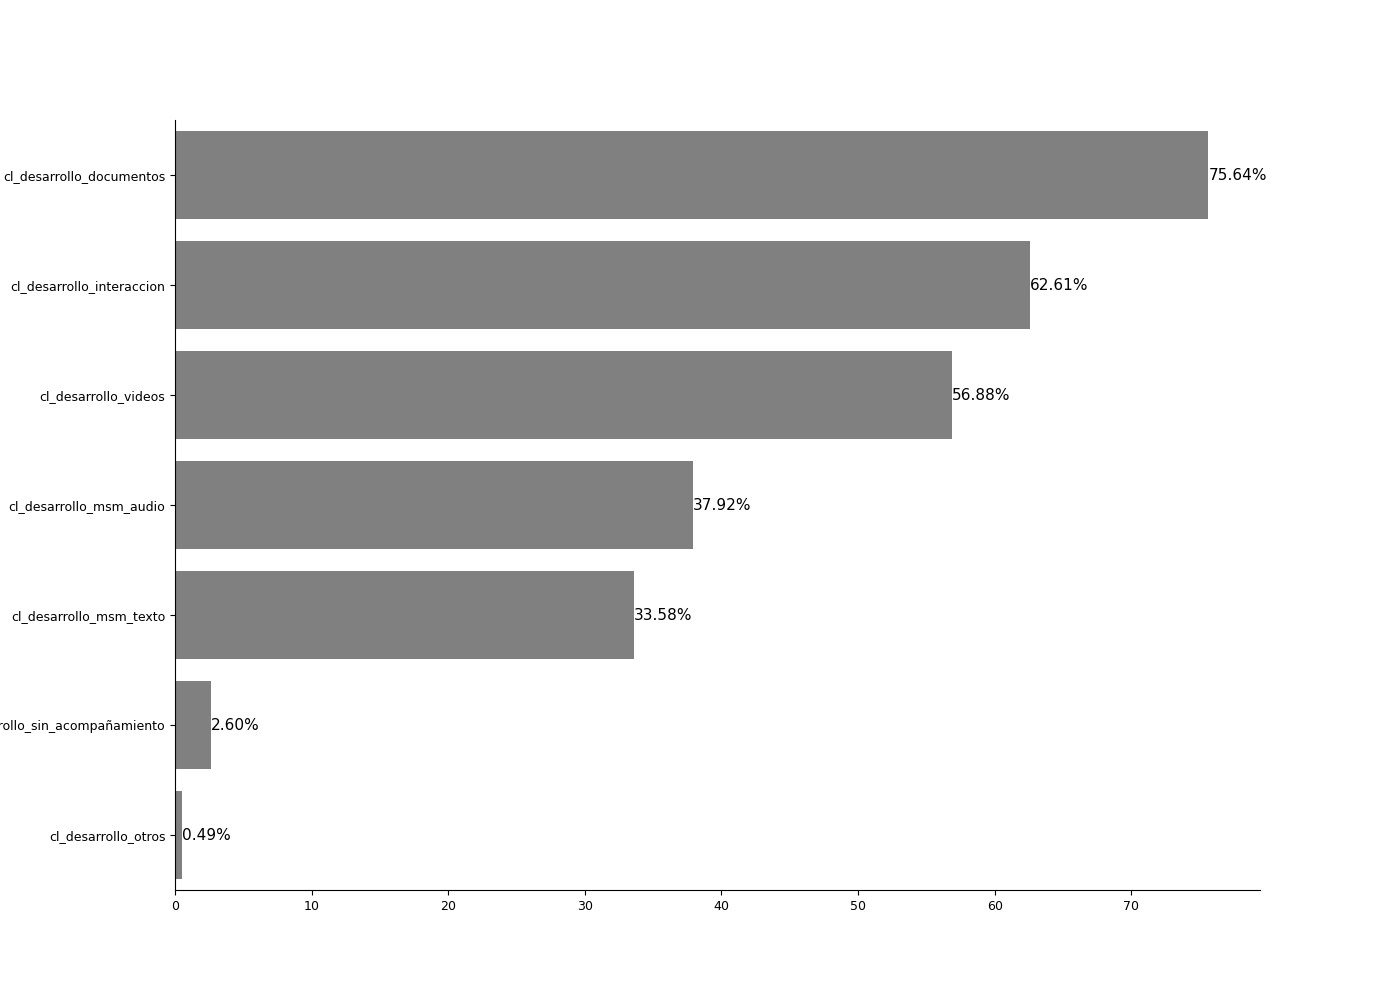 cl_desarrollo_documentos 75.64%
cl_desarrollo_interaccion 62.61%
cl_desarrollo_videos 56.88%
cl_desarrollo_msm_audio 37.92%
cl_desarrollo_msm_texto 33.58%
rollo_sin_acompañamiento 2.60%
cl_desarrollo_otros 0.49%
0 10 20 30 40 50 60 70